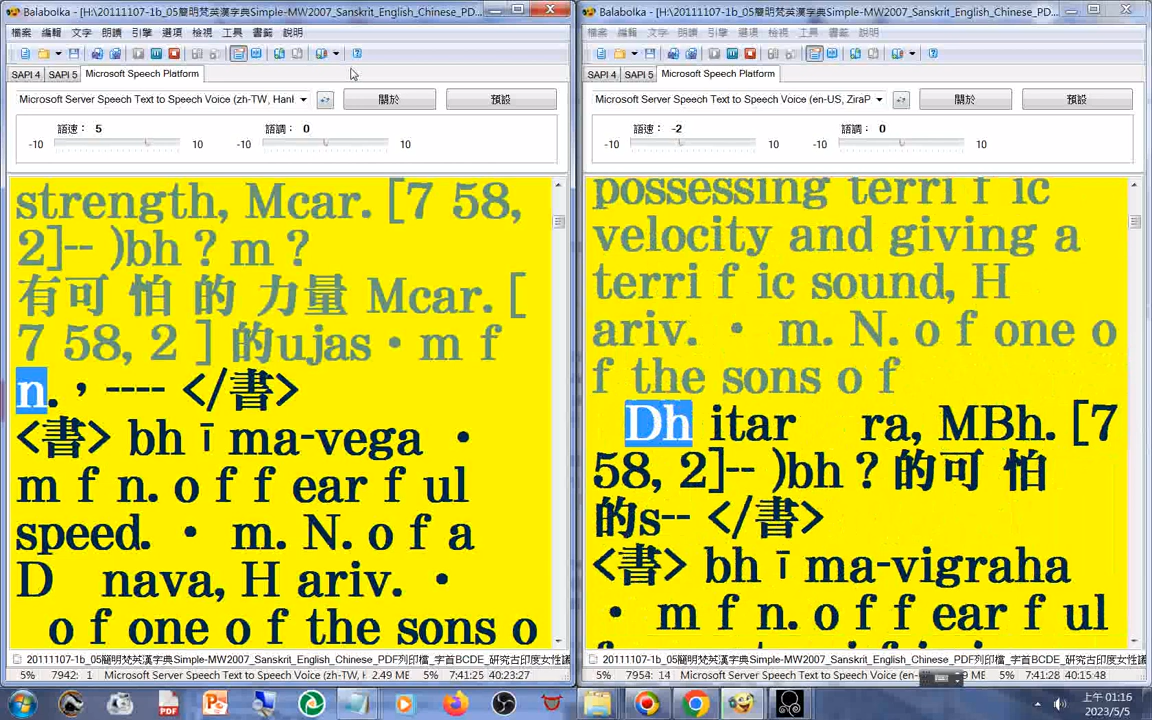 Balabolka - [H:\20111107-1b_05簡明梵英漢字典Simple-MW2007_Sanskrit_English_Chinese_PD...
檔案 編輯 文字 朗讀 引擎 選項 檢視 工具 書籤 說明
SAPI 4 SAPI 5 Microsoft Speech Platform
Microsoft Server Speech Text to Speech Voice (zh-TW, HanH
關於 預設
語速： 5 語調： 0
-10 10 -10 10
strength, Mcar. [7 58,
2]-- )bh ? m ?
有可 怕 的 力量 Mcar. [
7 58, 2 ] 的ujas • m f
n. , ---- </書>
<書> bh ī ma-vega •
m f n. o f f ear f ul
speed. • m. N. o f a
D nava, H ariv. •
o f one o f the sons o
20111107-1b_05簡明梵英漢字典Simple-MW2007_Sanskrit_English_Chinese_PDF列印檔_字首BCDE_研究古印度女性議
5% 7942: 1 Microsoft Server Speech Text to Speech Voice (zh-TW, H 2.49 MB 5% 7:41:25 40:23:27
Balabolka - [H:\20111107-1b_05簡明梵英漢字典Simple-MW2007_Sanskrit_English_Chinese_PD...
檔案 編輯 文字 朗讀 引擎 選項 檢視 工具 書籤 說明
SAPI 4 SAPI 5 Microsoft Speech Platform
Microsoft Server Speech Text to Speech Voice (en-US, ZiraP
關於 預設
語速： -2 語調： 0
-10 10 -10 10
possessing terri f ic
velocity and giving a
terri f ic sound, H
ariv. • m. N. o f one o
f the sons o f
Dh itar ra, MBh. [7
58, 2]-- )bh ? 的可 怕
的s-- </書>
<書> bh ī ma-vigraha
• m f n. o f f ear f ul
20111107-1b_05簡明梵英漢字典Simple-MW2007_Sanskrit_English_Chinese_PDF列印檔_字首BCDE_研究古印度女性議
5% 7954: 14 Microsoft Server Speech Text to Speech Voice (en-U 9 MB 5% 7:41:28 40:15:48
上午 01:16
2023/5/5